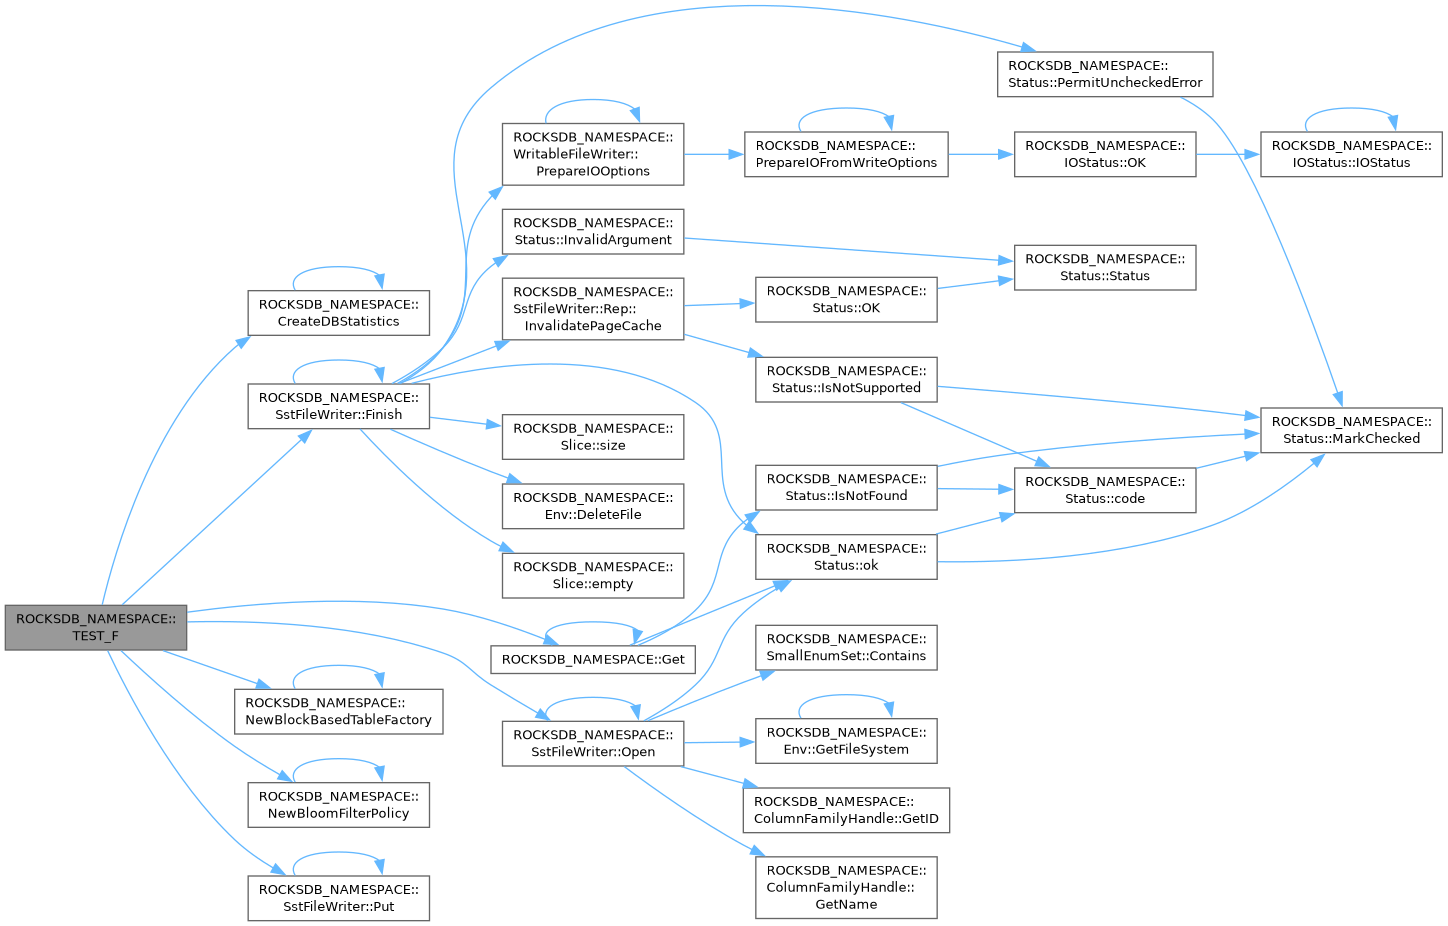 ROCKSDB_NAMESPACE::
TEST_F
ROCKSDB_NAMESPACE::
CreateDBStatistics
ROCKSDB_NAMESPACE::
SstFileWriter::Finish
ROCKSDB_NAMESPACE::Get
ROCKSDB_NAMESPACE::
SstFileWriter::Open
ROCKSDB_NAMESPACE::
NewBlockBasedTableFactory
ROCKSDB_NAMESPACE::
NewBloomFilterPolicy
ROCKSDB_NAMESPACE::
SstFileWriter::Put
ROCKSDB_NAMESPACE::
WritableFileWriter::
PrepareIOOptions
ROCKSDB_NAMESPACE::
Status::InvalidArgument
ROCKSDB_NAMESPACE::
SstFileWriter::Rep::
InvalidatePageCache
ROCKSDB_NAMESPACE::
Slice::size
ROCKSDB_NAMESPACE::
Env::DeleteFile
ROCKSDB_NAMESPACE::
Slice::empty
ROCKSDB_NAMESPACE::
PrepareIOFromWriteOptions
ROCKSDB_NAMESPACE::
Status::OK
ROCKSDB_NAMESPACE::
Status::IsNotSupported
ROCKSDB_NAMESPACE::
Status::IsNotFound
ROCKSDB_NAMESPACE::
Status::ok
ROCKSDB_NAMESPACE::
SmallEnumSet::Contains
ROCKSDB_NAMESPACE::
Env::GetFileSystem
ROCKSDB_NAMESPACE::
ColumnFamilyHandle::GetID
ROCKSDB_NAMESPACE::
ColumnFamilyHandle::
GetName
ROCKSDB_NAMESPACE::
Status::PermitUncheckedError
ROCKSDB_NAMESPACE::
IOStatus::OK
ROCKSDB_NAMESPACE::
Status::Status
ROCKSDB_NAMESPACE::
Status::code
ROCKSDB_NAMESPACE::
IOStatus::IOStatus
ROCKSDB_NAMESPACE::
Status::MarkChecked